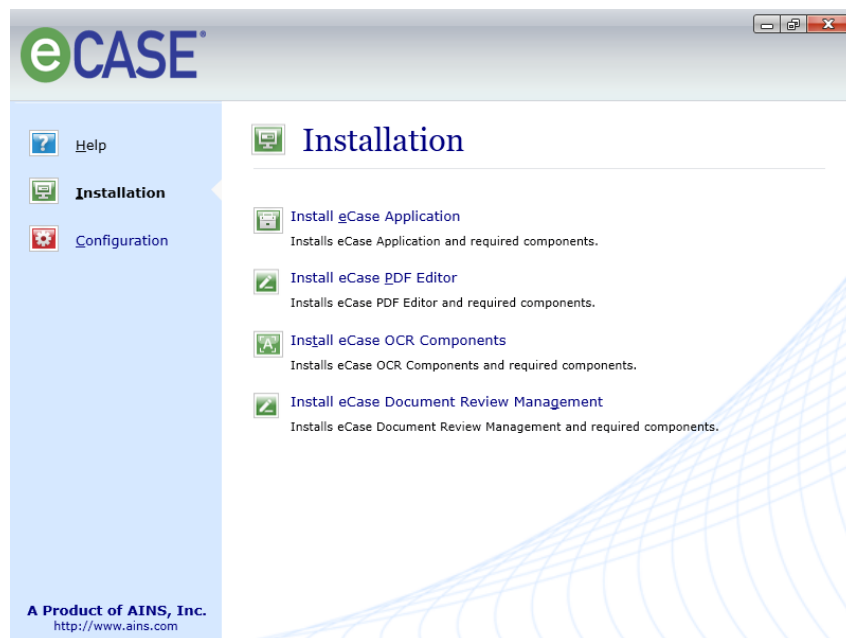 eCASE
Help
Installation
Configuration
Installation
Install eCase Application
Installs eCase Application and required components.
Install eCase PDF Editor
Installs eCase PDF Editor and required components.
Install eCase OCR Components
Installs eCase OCR Components and required components.
Install eCase Document Review Management
Installs eCase Document Review Management and required components.
A Product of AINS, Inc.
http://www.ains.com